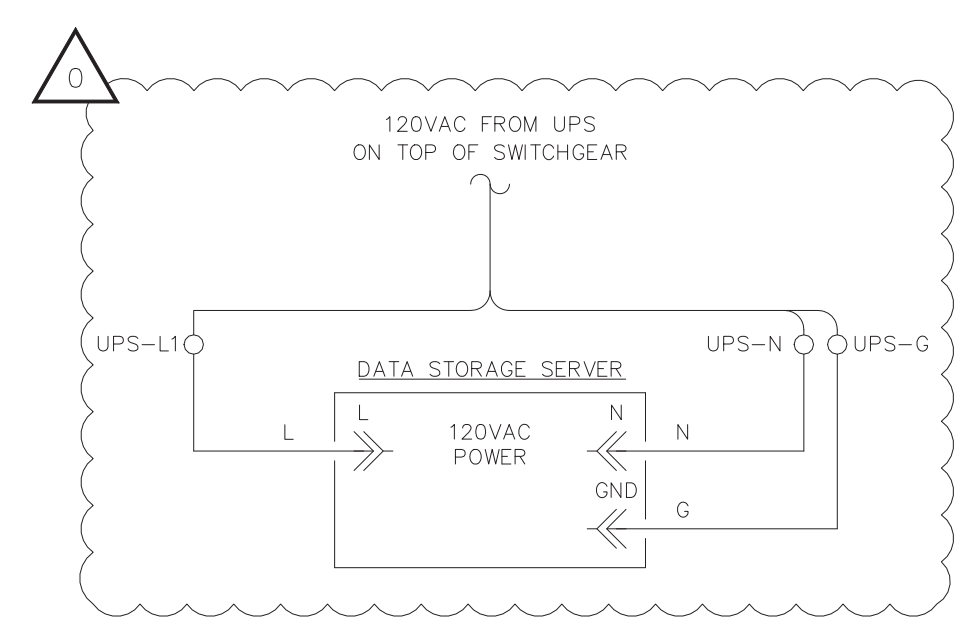 0
120VAC FROM UPS
ON TOP OF SWITCHGEAR
UPS-L1
UPS-N
UPS-G
DATA STORAGE SERVER
L
L
120VAC
POWER
N
N
GND
G